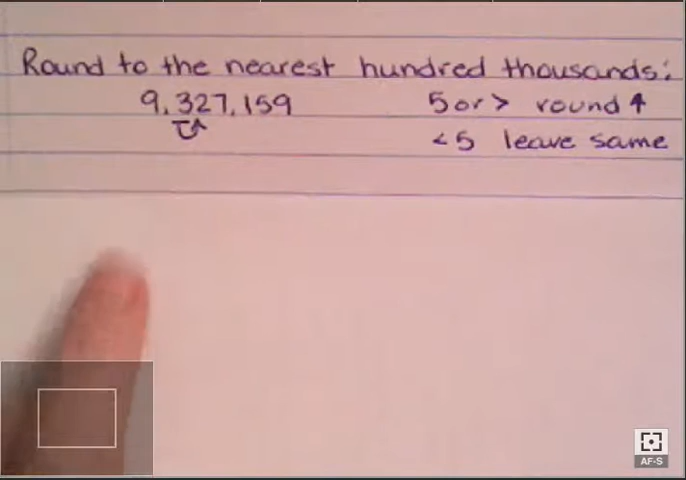 Round to the nearest hundred thousands:
9,327,159 5 or > round ↑
<5 leave same
AF-S